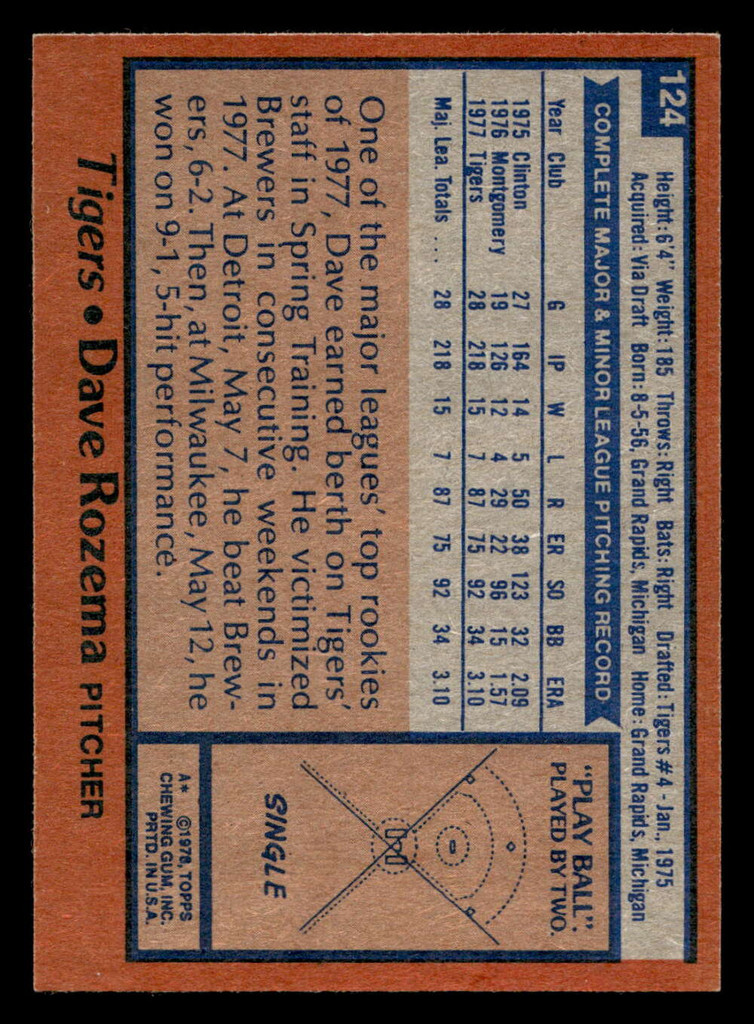 124
Height: 6'4" Weight: 185 Throws: Right Bats: Right Drafted: Tigers #4 - Jan., 1975
Acquired: Via Draft Born: 8-5-56, Grand Rapids, Michigan Home: Grand Rapids, Michigan
COMPLETE MAJOR & MINOR LEAGUE PITCHING RECORD
Year Club G IP W L R ER SO BB ERA
1975 Clinton 27 164 14 5 50 38 123 32 2.09
1976 Montgomery 19 126 12 4 29 22 96 15 1.57
1977 Tigers 28 218 15 7 87 75 92 34 3.10
Maj. Lea. Totals .... 28 218 15 7 87 75 92 34 3.10
One of the major leagues' top rookies
of 1977, Dave earned berth on Tigers'
staff in Spring Training. He victimized
Brewers in consecutive weekends in
1977. At Detroit, May 7, he beat Brew-
ers, 6-2. Then, at Milwaukee, May 12, he
won on 9-1, 5-hit performance.
"PLAY BALL".
PLAYED BY TWO.
SINGLE
A* ©1978, TOPPS
CHEWING GUM, INC.
PRTD. IN U.S.A.
Tigers • Dave Rozema PITCHER